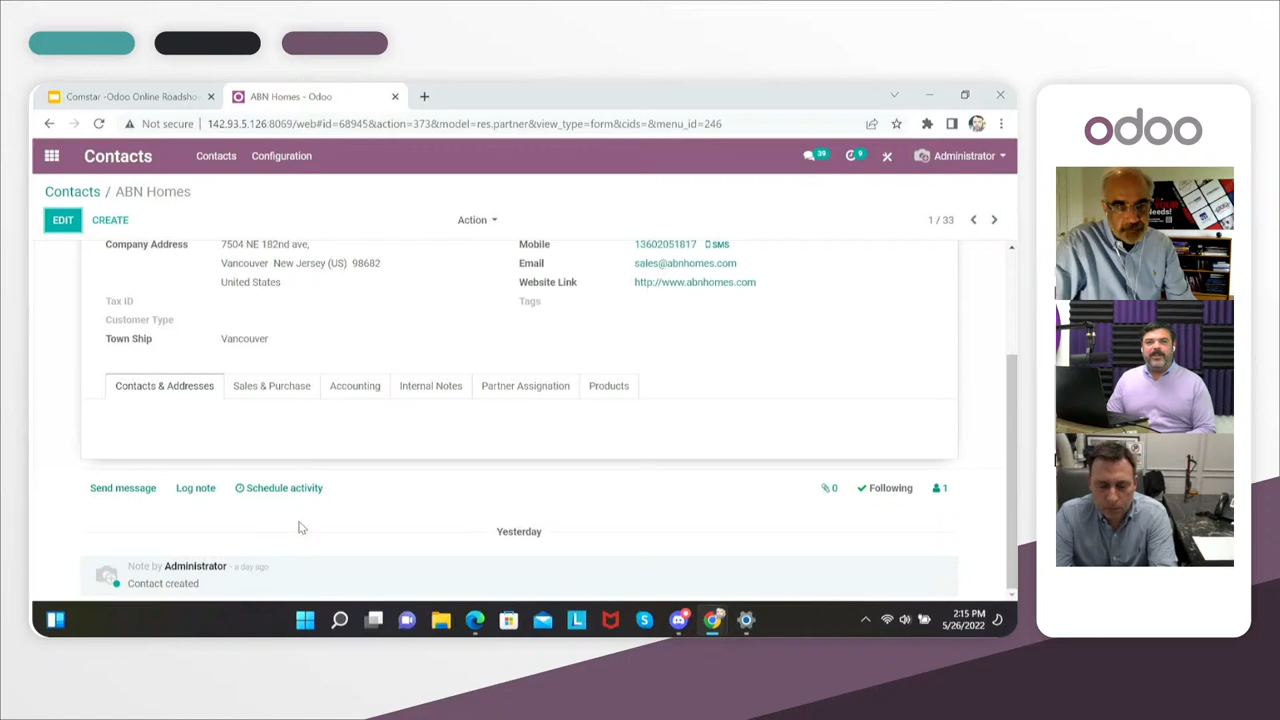 Comstar -Odoo Online Roadsho
ABN Homes - Odoo
Not secure | 142.93.5.126:8069/web#id=68945&action=373&model=res.partner&view_type=form&cids=&menu_id=246
Contacts Contacts Configuration 39 9 Administrator
Contacts / ABN Homes
EDIT CREATE Action 1 / 33
Company Address 7504 NE 182nd ave, Mobile 13602051817 SMS
Vancouver New Jersey (US) 98682 Email sales@abnhomes.com
United States Website Link http://www.abnhomes.com
Tax ID Tags
Customer Type
Town Ship Vancouver
Contacts & Addresses Sales & Purchase Accounting Internal Notes Partner Assignation Products
Send message Log note Schedule activity 0 Following 1
Yesterday
Note by Administrator - a day ago
Contact created
2:15 PM
5/26/2022
odoo